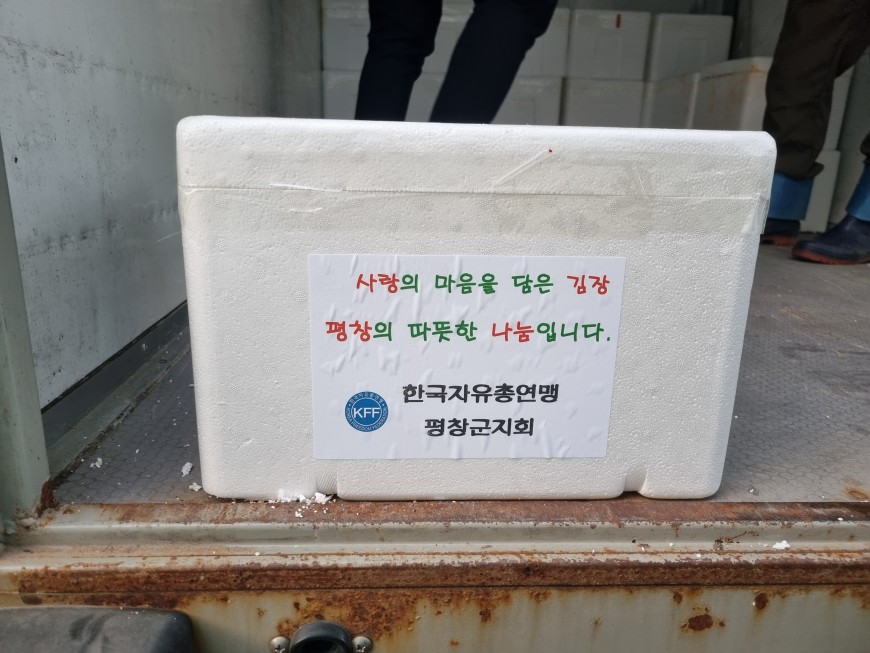 사랑의 마음을 담은 김장
평창의 따뜻한 나눔입니다.
KFF
한국자유총연맹
평창군지회